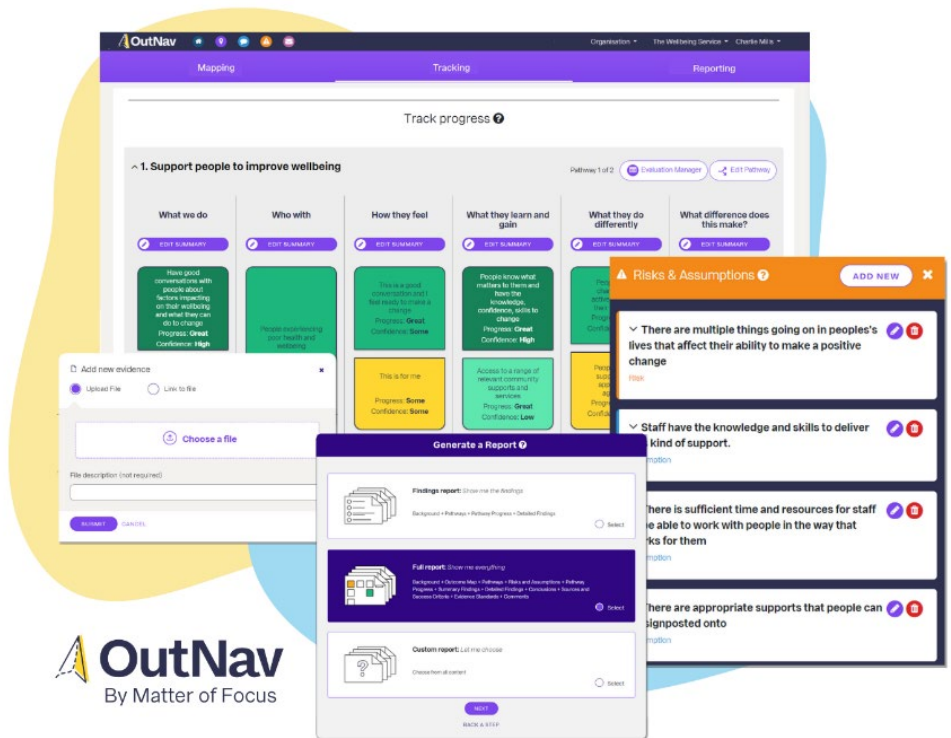 OutNav
Organisation
The Wellbeing Service
Charlie Mills
Mapping
Tracking
Reporting
Track progress
1. Support people to improve wellbeing
Pathway 1 of 2
Evaluation Manager
Edit Pathway
What we do
Who with
How they feel
What they learn and
gain
What they do
differently
What difference does
this make?
EDIT SUMMARY
EDIT SUMMARY
EDIT SUMMARY
EDIT SUMMARY
EDIT SUMMARY
EDIT SUMMARY
Have good
conversations with
people about
factors impacting
on their wellbeing
and what they can
do to change
Progress: Great
Confidence: High
People experiencing
poor health and
wellbeing
This is a good
conversation and I
feel ready to make a
change
Progress: Great
Confidence: Some
This is for me
Progress: Some
Confidence: Some
People know what
matters to them and
have the
knowledge,
confidence, skills to
change
Progress: Great
Confidence: High
Access to a range of
relevant community
supports and
services
Progress: Great
Confidence: Low
Risks & Assumptions
ADD NEW
There are multiple things going on in peoples's
lives that affect their ability to make a positive
change
Risk
Staff have the knowledge and skills to deliver
kind of support.
There is sufficient time and resources for staff
be able to work with people in the way that
for them
There are appropriate supports that people can
signposted onto
Add new evidence
Upload File
Link to file
Choose a file
File description (not required)
SUBMIT
CANCEL
Generate a Report
Findings report: Show me the findings
Background + Pathways + Pathway Progress + Detailed Findings
Select
Full report: Show me everything
Background + Outcome Map + Pathways + Risks and Assumptions + Pathway
Progress + Summary Findings + Detailed Findings + Conclusions + Sources and
Success Criteria + Evidence Standards + Comments
Select
Custom report: Let me choose
Choose from all content
Select
NEXT
BACK A STEP
OutNav
By Matter of Focus